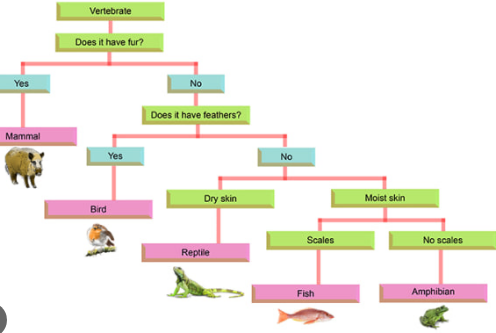 Vertebrate
Does it have fur?
Yes
No
Does it have feathers?
Mammal
Yes
No
Dry skin
Moist skin
Bird
Scales
No scales
Reptile
Fish
Amphibian